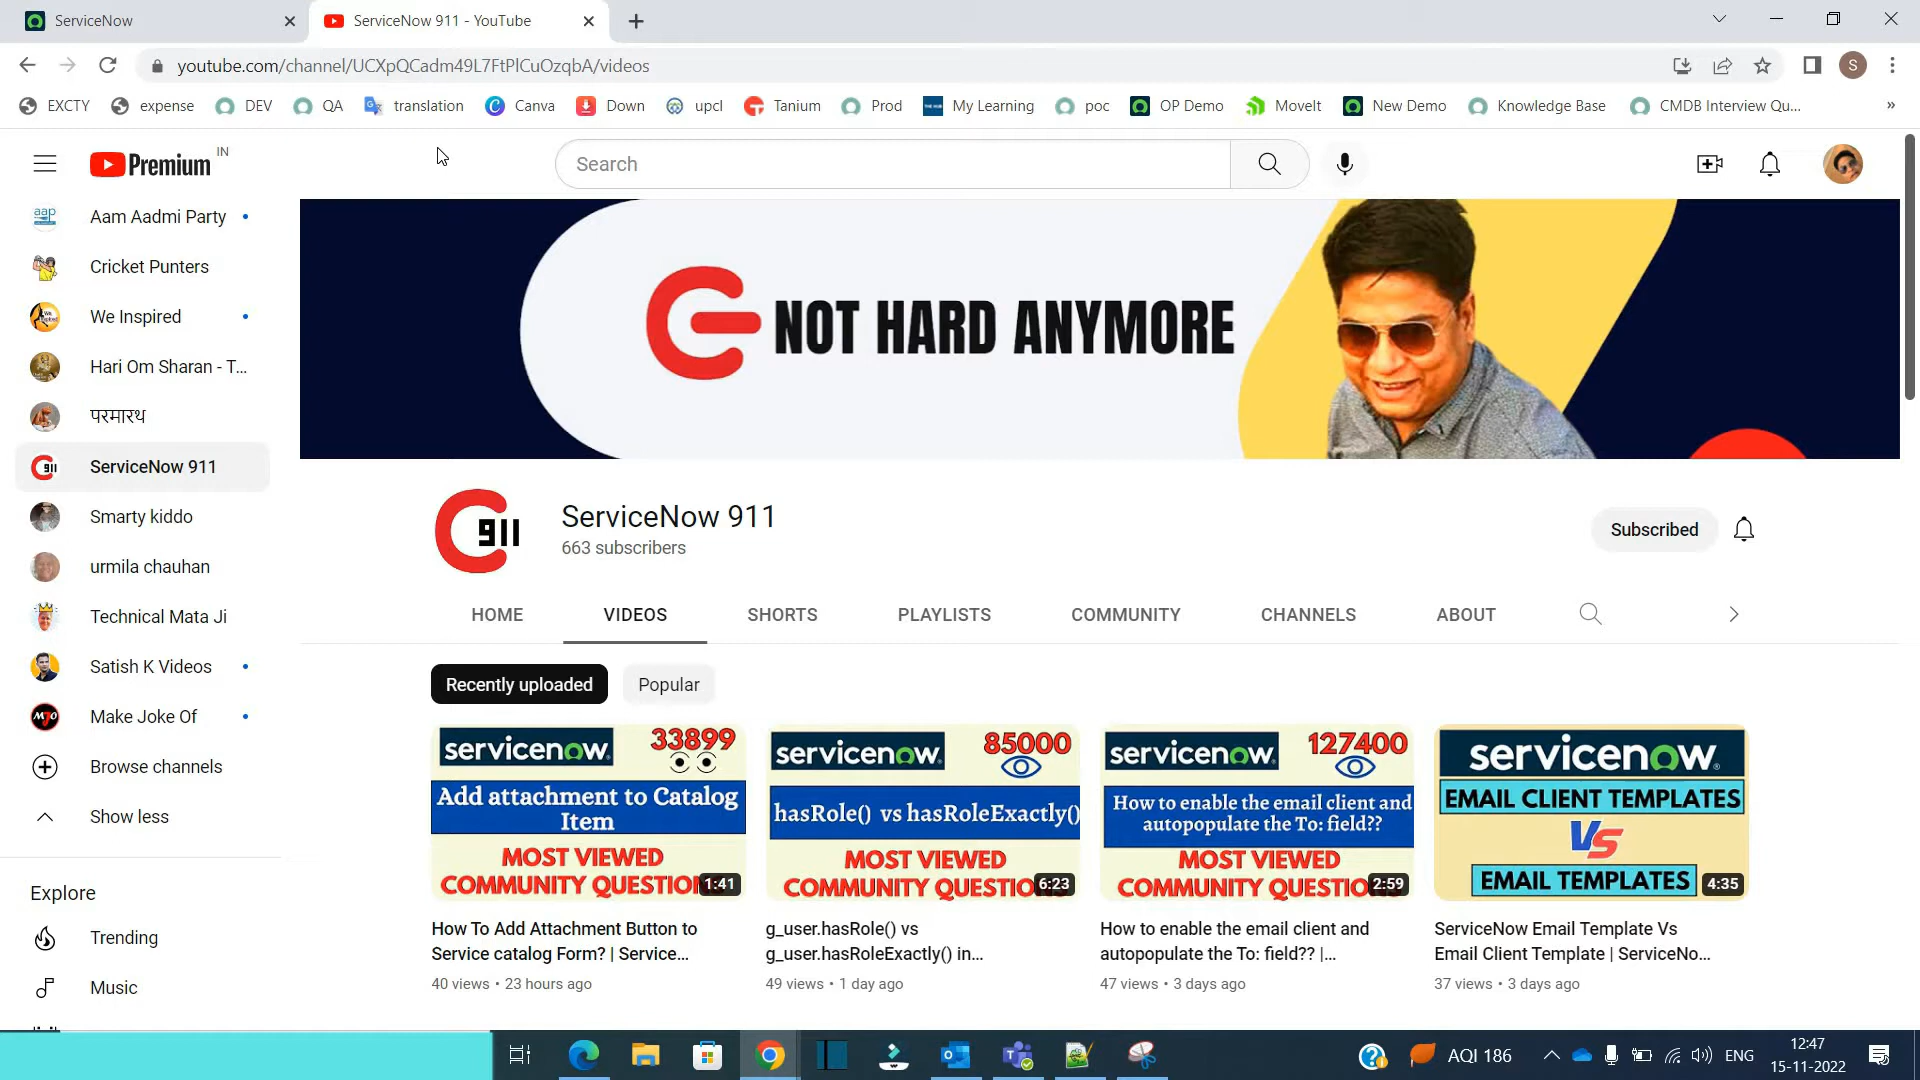 ServiceNow
ServiceNow 911 - YouTube
youtube.com/channel/UCXpQCadm49L7FtPlCuOzqbA/videos
S
EXCTY
expense
DEV
QA
translation
Canva
Down
upcl
Tanium
Prod
My Learning
poc
OP Demo
MoveIt
New Demo
Knowledge Base
CMDB Interview Qu...
»
Premium
IN
Search
aap
Aam Aadmi Party
Cricket Punters
We Inspired
Hari Om Sharan - T...
परमारथ
911
ServiceNow 911
Smarty kiddo
urmila chauhan
Technical Mata Ji
Satish K Videos
MJO
Make Joke Of
Browse channels
Show less
Explore
Trending
Music
NOT HARD ANYMORE
911
ServiceNow 911
663 subscribers
Subscribed
HOME
VIDEOS
SHORTS
PLAYLISTS
COMMUNITY
CHANNELS
ABOUT
Recently uploaded
Popular
servicenow.
33899
Add attachment to Catalog
Item
MOST VIEWED
COMMUNITY QUESTION
1:41
How To Add Attachment Button to
Service catalog Form? | Service...
40 views • 23 hours ago
servicenow.
85000
hasRole() vs hasRoleExactly()
MOST VIEWED
COMMUNITY QUESTIO
6:23
g_user.hasRole() vs
g_user.hasRoleExactly() in...
49 views • 1 day ago
servicenow.
127400
How to enable the email client and
autopopulate the To: field??
MOST VIEWED
COMMUNITY QUESTIO
2:59
How to enable the email client and
autopopulate the To: field?? |...
47 views • 3 days ago
servicenow.
EMAIL CLIENT TEMPLATES
VS
EMAIL TEMPLATES
4:35
ServiceNow Email Template Vs
Email Client Template | ServiceNo...
37 views • 3 days ago
AQI 186
ENG
12:47
15-11-2022